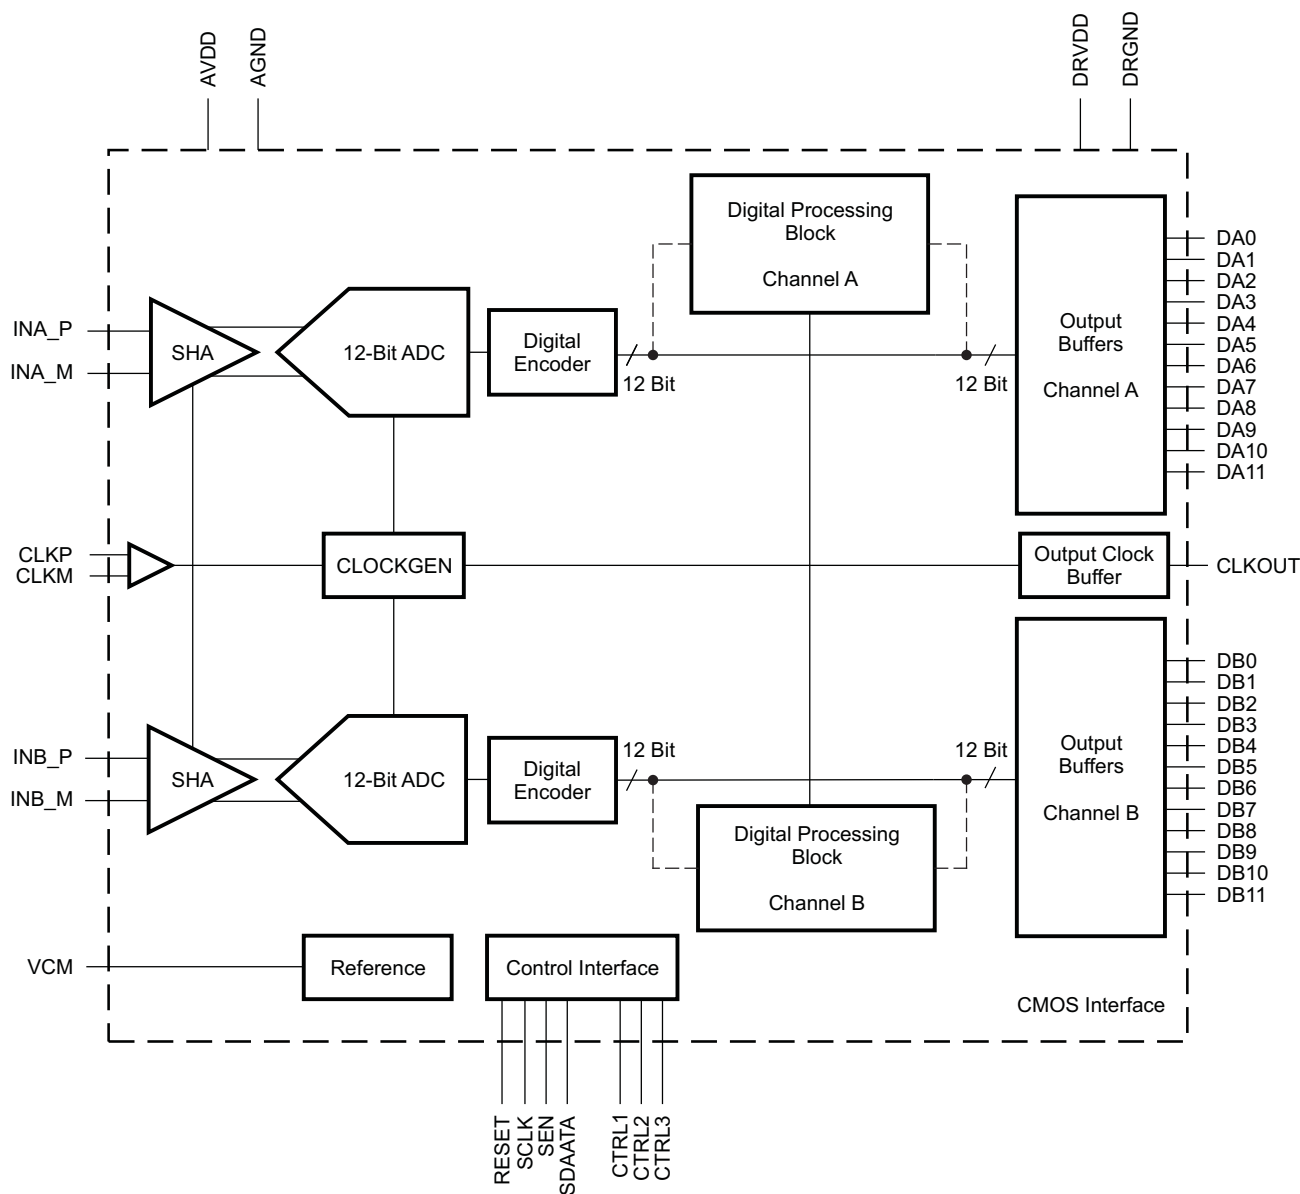 AVDD
AGND
DRVDD
DRGND
Digital Processing
Block
Channel A
Output
Buffers
Channel A
DA0
DA1
DA2
DA3
DA4
DA5
DA6
DA7
DA8
DA9
DA10
DA11
INA_P
INA_M
SHA
12-Bit ADC
Digital
Encoder
12 Bit
12 Bit
CLKP
CLKM
CLOCKGEN
Output Clock
Buffer
CLKOUT
INB_P
INB_M
SHA
12-Bit ADC
Digital
Encoder
12 Bit
12 Bit
Digital Processing
Block
Channel B
Output
Buffers
Channel B
DB0
DB1
DB2
DB3
DB4
DB5
DB6
DB7
DB8
DB9
DB10
DB11
VCM
Reference
Control Interface
CMOS Interface
RESET
SCLK
SEN
SDAATA
CTRL1
CTRL2
CTRL3